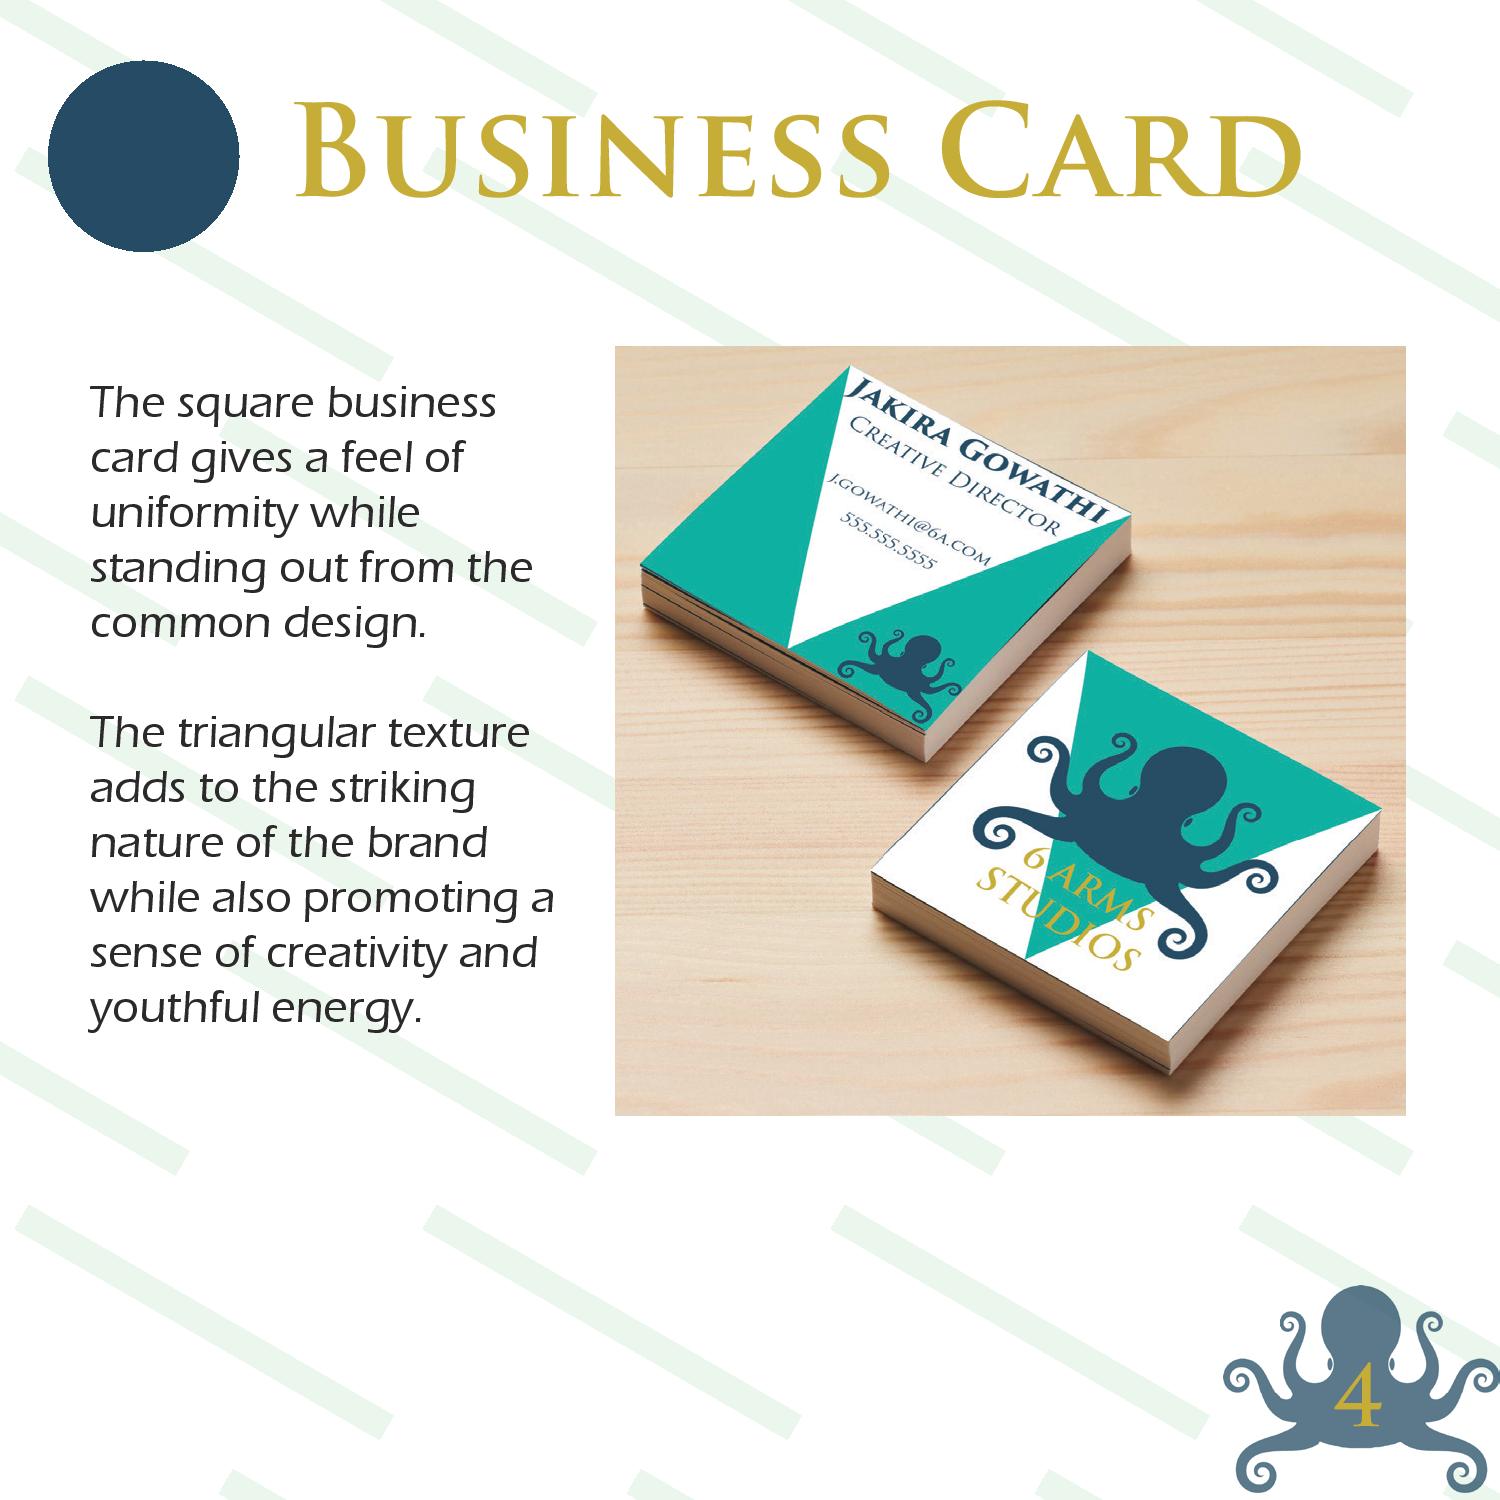 Business Card
The square business
card gives a feel of
uniformity while
standing out from the
common design.
The triangular texture
adds to the striking
nature of the brand
while also promoting a
sense of creativity and
youthful energy.
Jakira Gowathi
Creative Director
j.gowathi@6a.com
555.555.5555
6 Arms
Studios
4